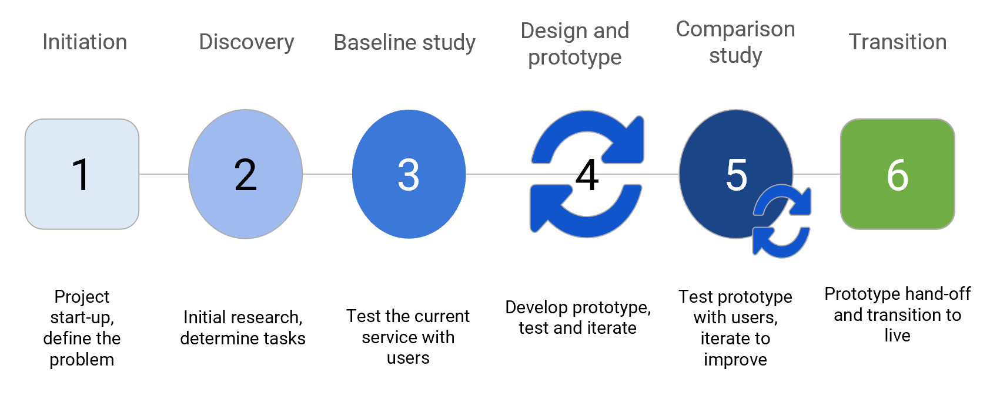 Initiation
Discovery
Baseline study
Design and
prototype
Comparison
study
Transition
1
2
3
4
5
6
Project
start-up,
define the
problem
Initial research,
determine tasks
Test the current
service with
users
Develop prototype,
test and iterate
Test prototype
with users,
iterate to
improve
Prototype hand-off
and transition to
live